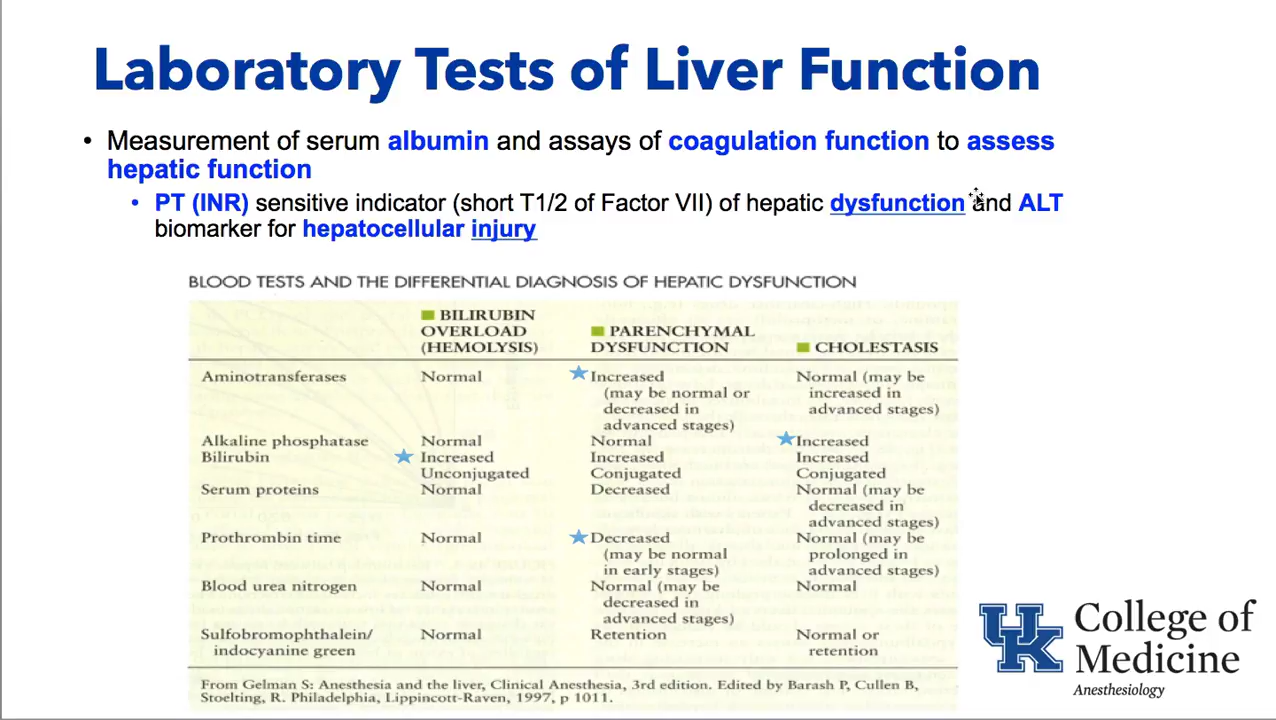 Laboratory Tests of Liver Function
• Measurement of serum albumin and assays of coagulation function to assess
hepatic function
• PT (INR) sensitive indicator (short T1/2 of Factor VII) of hepatic dysfunction and ALT
biomarker for hepatocellular injury
BLOOD TESTS AND THE DIFFERENTIAL DIAGNOSIS OF HEPATIC DYSFUNCTION
BILIRUBIN
OVERLOAD PARENCHYMAL
(HEMOLYSIS) DYSFUNCTION CHOLESTASIS
Aminotransferases Normal Increased Normal (may be
(may be normal or increased in
decreased in advanced stages)
advanced stages)
Alkaline phosphatase Normal Normal Increased
Bilirubin Increased Increased Increased
Unconjugated Conjugated Conjugated
Serum proteins Normal Decreased Normal (may be
decreased in
advanced stages)
Prothrombin time Normal Decreased Normal (may be
(may be normal prolonged in
in early stages) advanced stages)
Blood urea nitrogen Normal Normal (may be Normal
decreased in
advanced stages)
Sulfobromophthalein/ Normal Retention Normal or
indocyanine green retention
From Gelman S: Anesthesia and the liver, Clinical Anesthesia, 3rd edition. Edited by Barash P, Cullen B,
Stoelting, R. Philadelphia, Lippincott-Raven, 1997, p 1011.
UK College of
Medicine
Anesthesiology